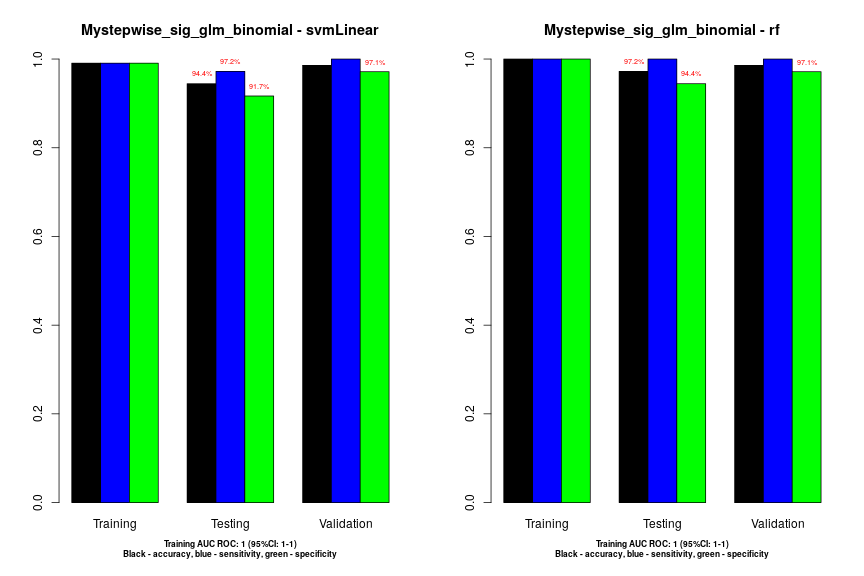 Mystepwise_sig_glm_binomial - svmLinear
1.0
0.8
0.6
0.4
0.2
0.0
94.4%
97.2%
91.7%
97.1%
Training
Testing
Validation
Training AUC ROC: 1 (95%CI: 1-1)
Black - accuracy, blue - sensitivity, green - specificity
Mystepwise_sig_glm_binomial - rf
1.0
0.8
0.6
0.4
0.2
0.0
97.2%
94.4%
97.1%
Training
Testing
Validation
Training AUC ROC: 1 (95%CI: 1-1)
Black - accuracy, blue - sensitivity, green - specificity